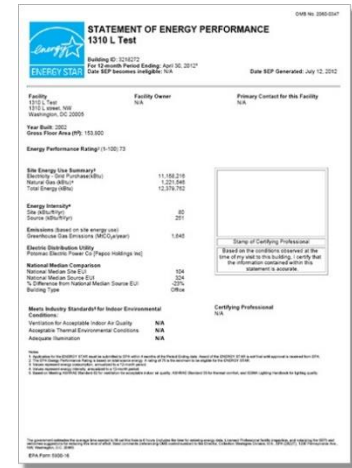 OMB No. 2060-0347
STATEMENT OF ENERGY PERFORMANCE
1310 L Test
ENERGY STAR
Building ID: 3218272
For 12-month Period Ending: April 30, 2012¹
Date SEP becomes ineligible: N/A
Date SEP Generated: July 12, 2012
Facility
1310 L Test
1310 L street, NW
Washington, DC 20005
Facility Owner
N/A
Primary Contact for this Facility
N/A
Year Built: 2002
Gross Floor Area (ft²): 153,800
Energy Performance Rating² (1-100) 73
Site Energy Use Summary³
Electricity - Grid Purchase(kBtu) 11,158,216
Natural Gas (kBtu)⁴ 1,221,546
Total Energy (kBtu) 12,379,762
Energy Intensity⁴
Site (kBtu/ft²/yr) 80
Source (kBtu/ft²/yr) 251
Emissions (based on site energy use)
Greenhouse Gas Emissions (MtCO₂e/year) 1,645
Electric Distribution Utility
Potomac Electric Power Co [Pepco Holdings Inc]
National Median Comparison
National Median Site EUI 104
National Median Source EUI 324
% Difference from National Median Source EUI -23%
Building Type Office
Stamp of Certifying Professional
Based on the conditions observed at the
time of my visit to this building, I certify that
the information contained within this
statement is accurate.
Meets Industry Standards⁵ for Indoor Environmental
Conditions:
Ventilation for Acceptable Indoor Air Quality N/A
Acceptable Thermal Environmental Conditions N/A
Adequate Illumination N/A
Certifying Professional
N/A
Notes
EPA Form 5900-16